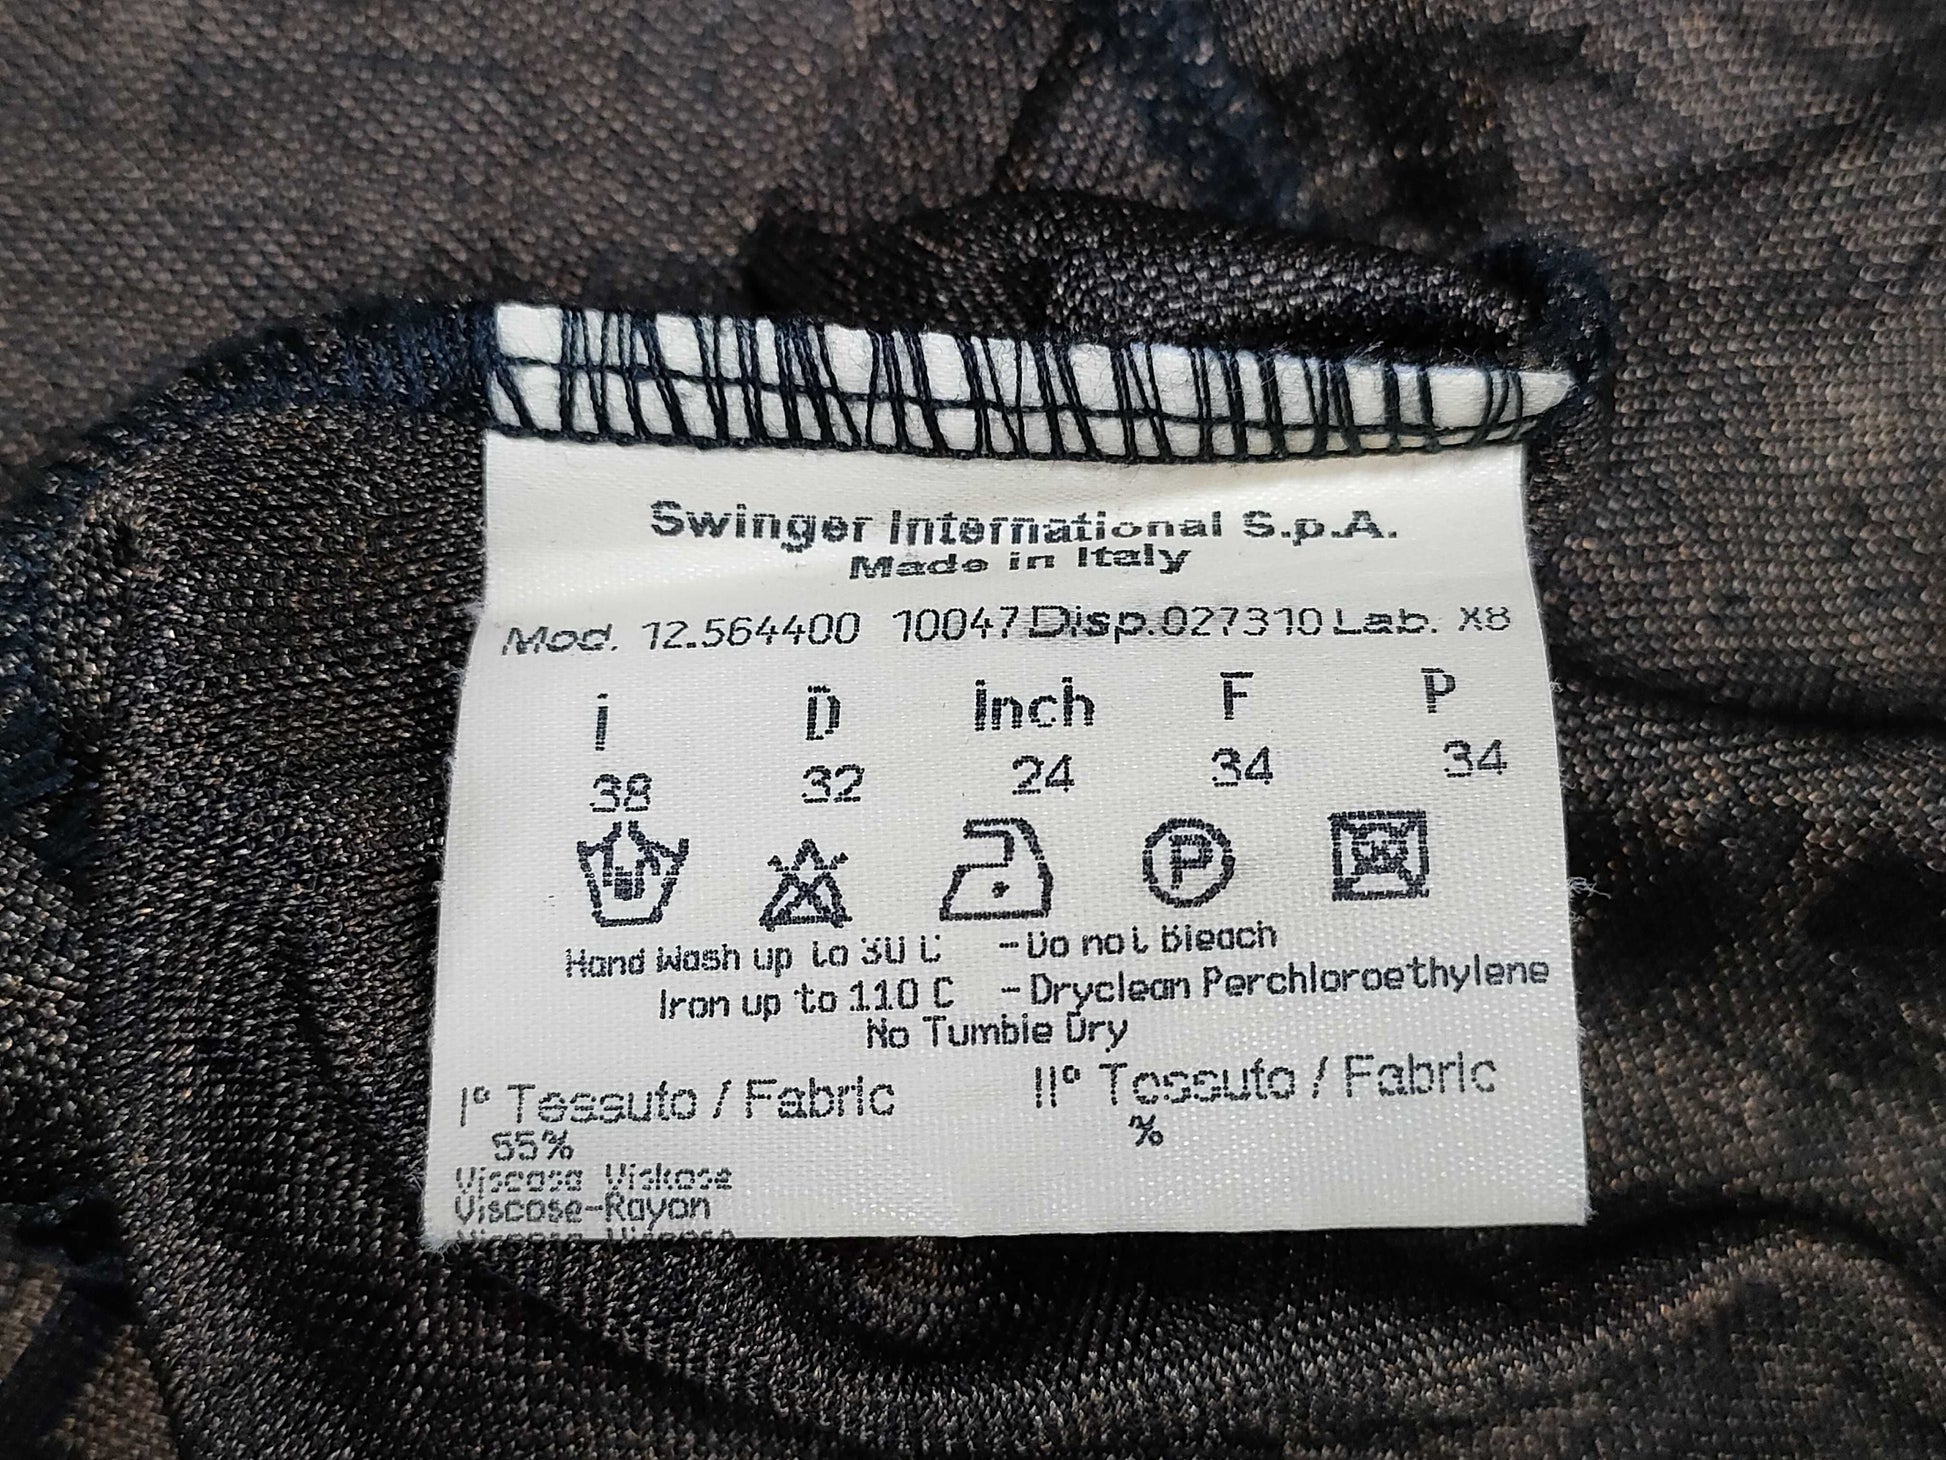 Swinger International S.p.A.
Made in Italy
Mod. 12.564400 10047 Disp.027310 Lab. X8
I D Inch F P
38 32 24 34 34
P
Hand Wash up to 30 C - Do not Bleach
Iron up to 110 C - Dryclean Perchloroethylene
No Tumble Dry
I° Tessuto / Fabric II° Tessuto / Fabric
55% %
Viscosa Viskose
Viscose-Rayon